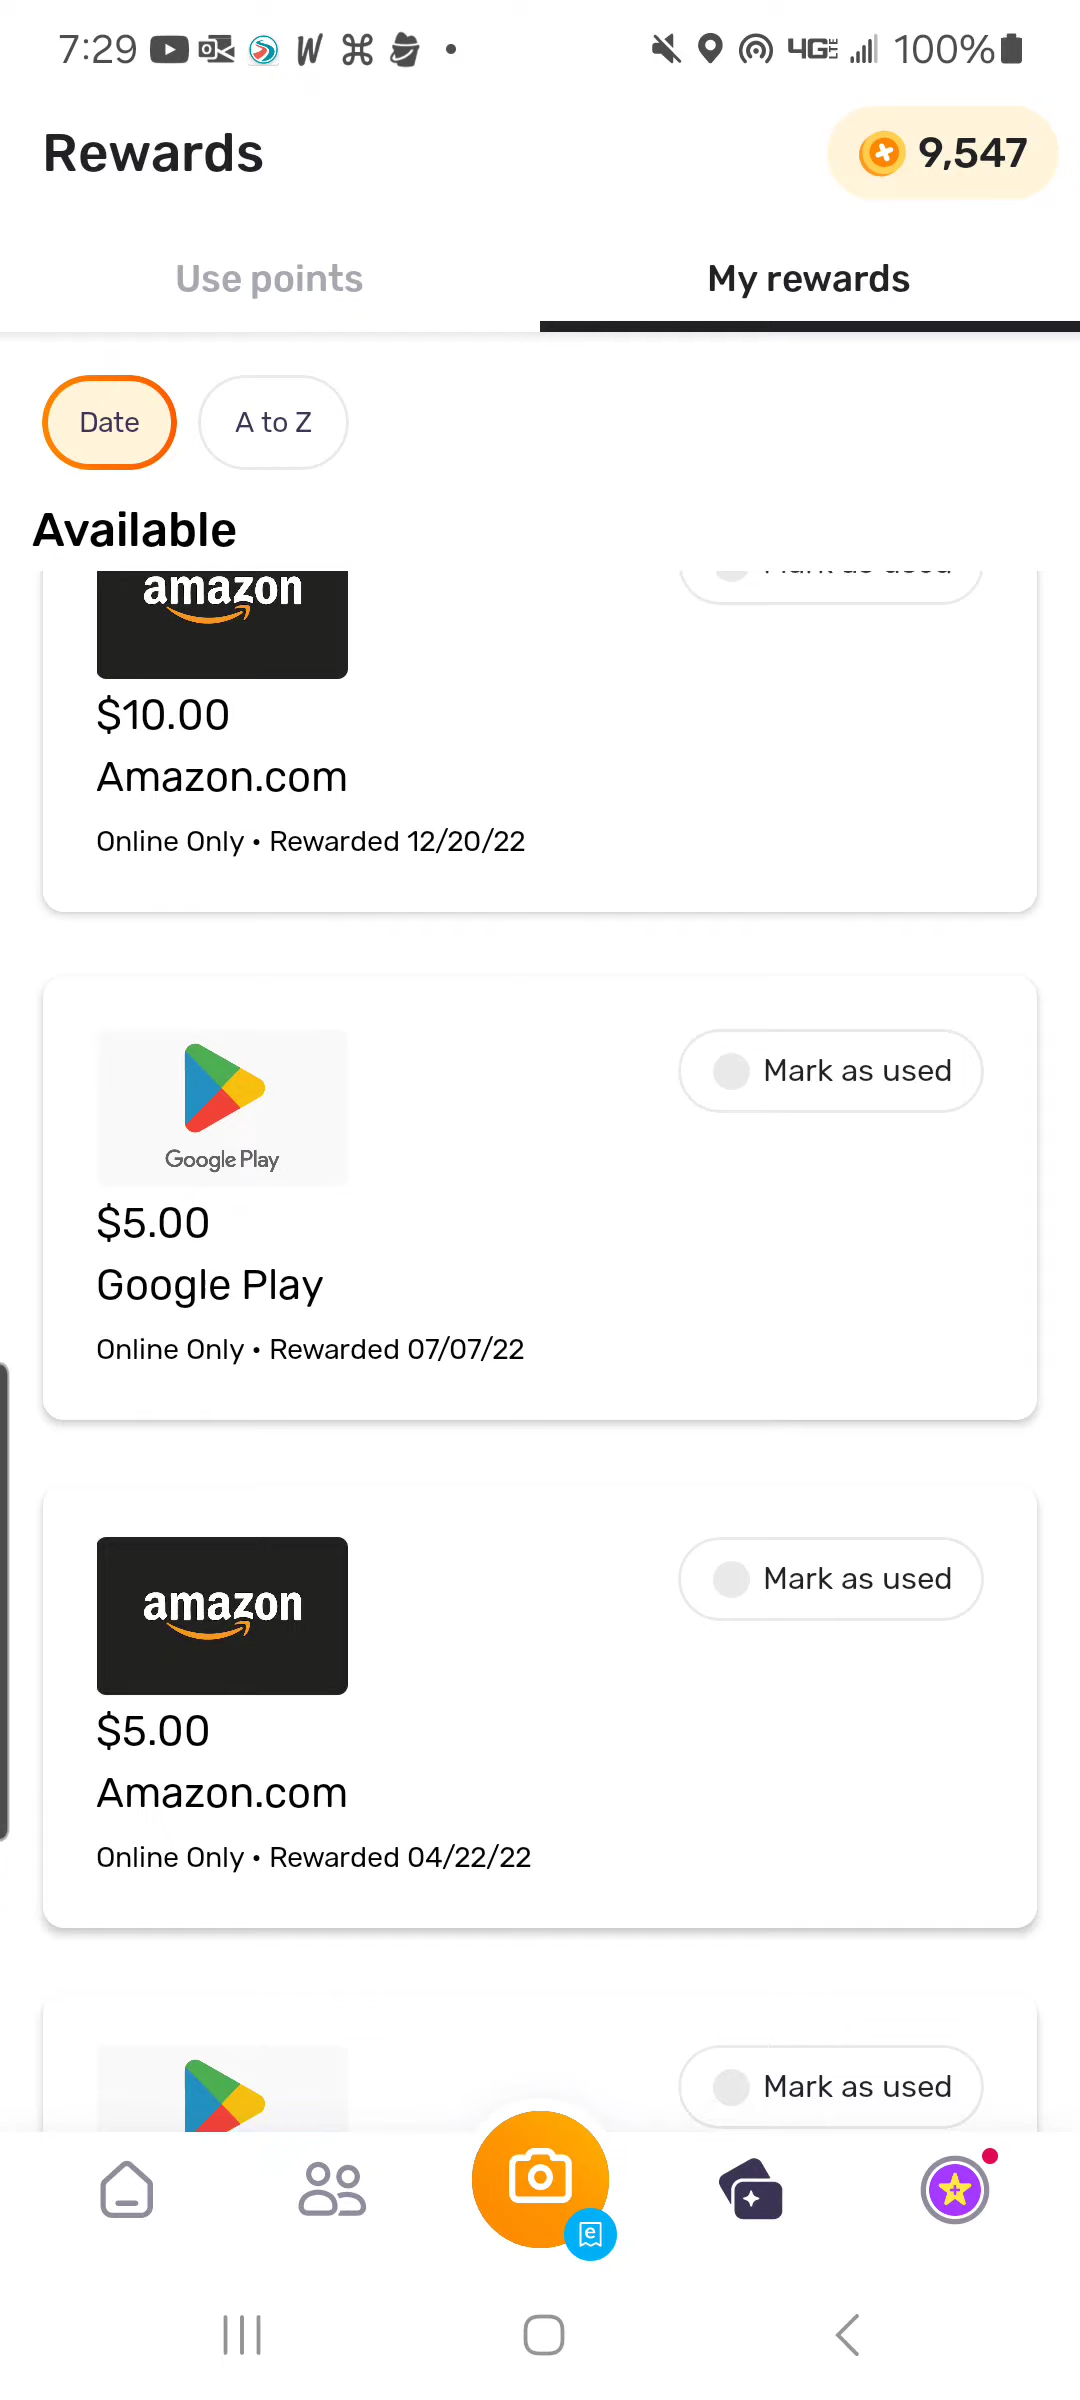 7:29
4G LTE
100%
Rewards
9,547
Use points
My rewards
Date
A to Z
Available
amazon
Mark as used
$10.00
Amazon.com
Online Only • Rewarded 12/20/22
Mark as used
Google Play
$5.00
Google Play
Online Only • Rewarded 07/07/22
amazon
Mark as used
$5.00
Amazon.com
Online Only • Rewarded 04/22/22
Mark as used